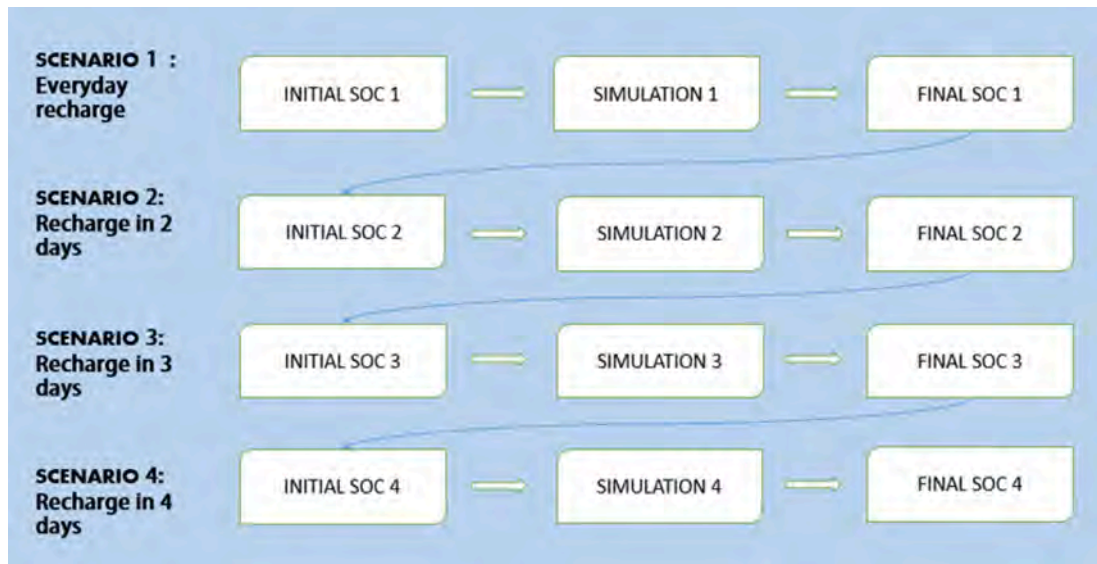 SCENARIO 1 :
Everyday
recharge
INITIAL SOC 1
SIMULATION 1
FINAL SOC 1
SCENARIO 2:
Recharge in 2
days
INITIAL SOC 2
SIMULATION 2
FINAL SOC 2
SCENARIO 3:
Recharge in 3
days
INITIAL SOC 3
SIMULATION 3
FINAL SOC 3
SCENARIO 4:
Recharge in 4
days
INITIAL SOC 4
SIMULATION 4
FINAL SOC 4